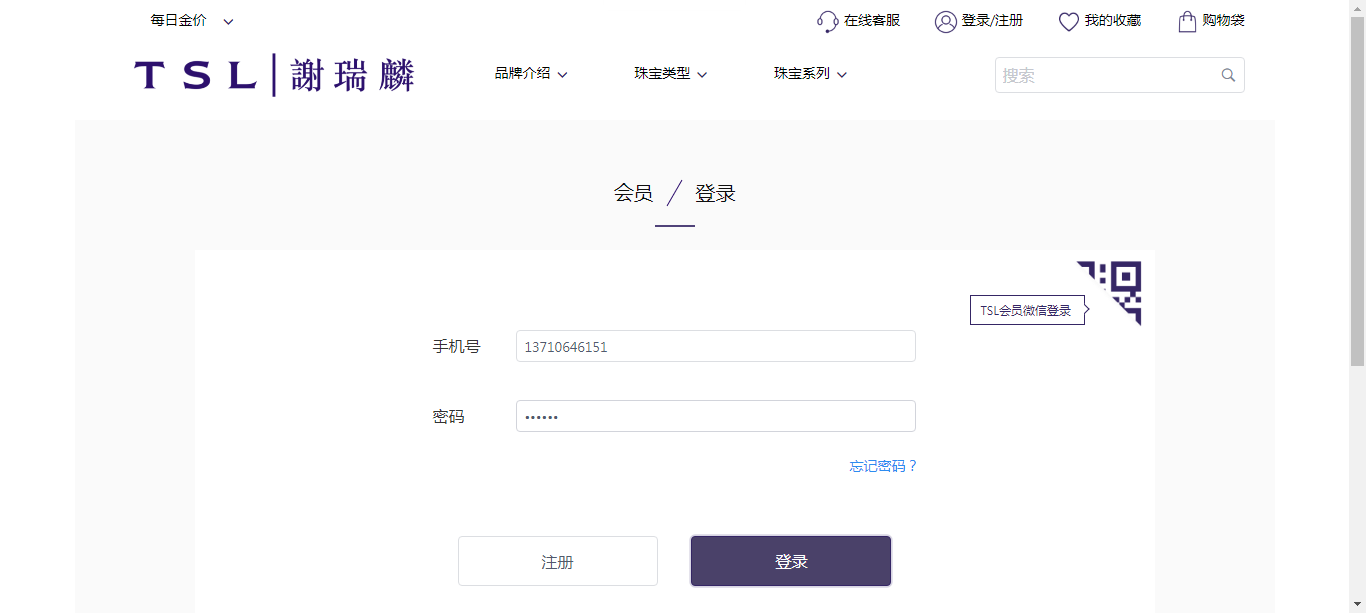 每日金价
在线客服 登录/注册 我的收藏 购物袋
TSL 謝瑞麟 品牌介绍 珠宝类型 珠宝系列 搜索
会员 / 登录
TSL会员微信登录
手机号 13710646151
密码 ••••••
忘记密码？
注册 登录